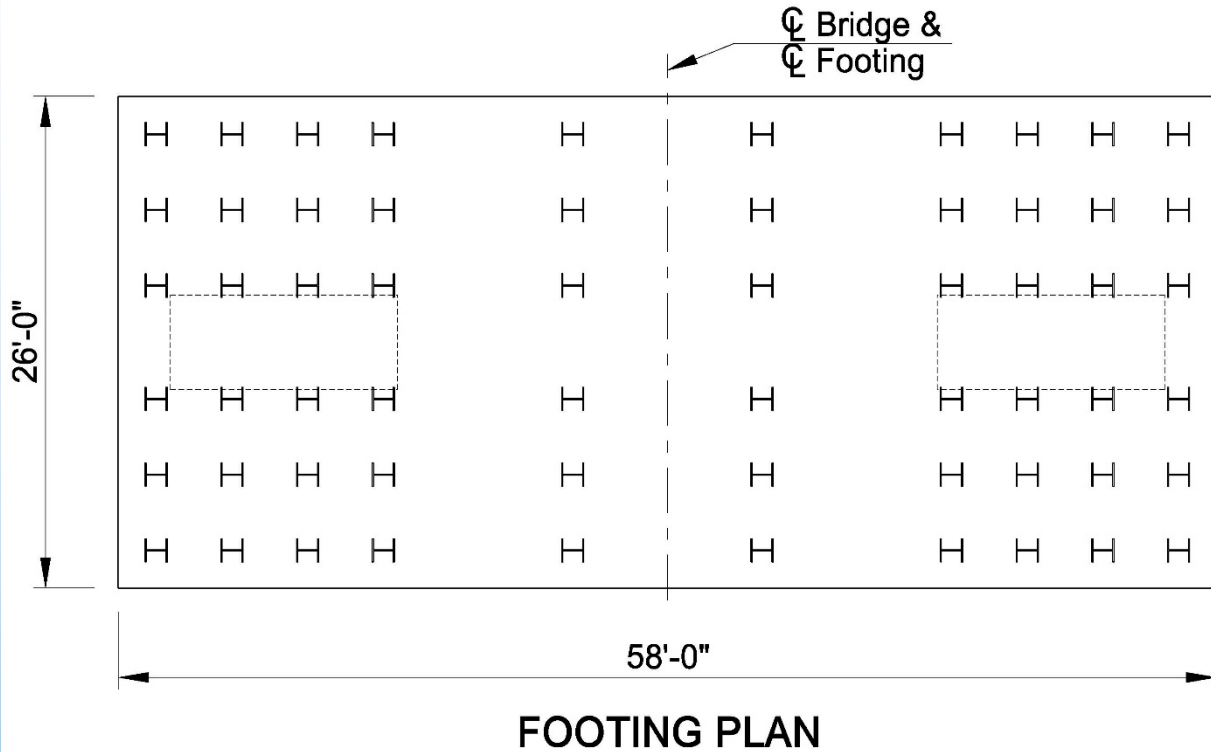 ℄ Bridge &
℄ Footing
26'-0"
58'-0"
FOOTING PLAN